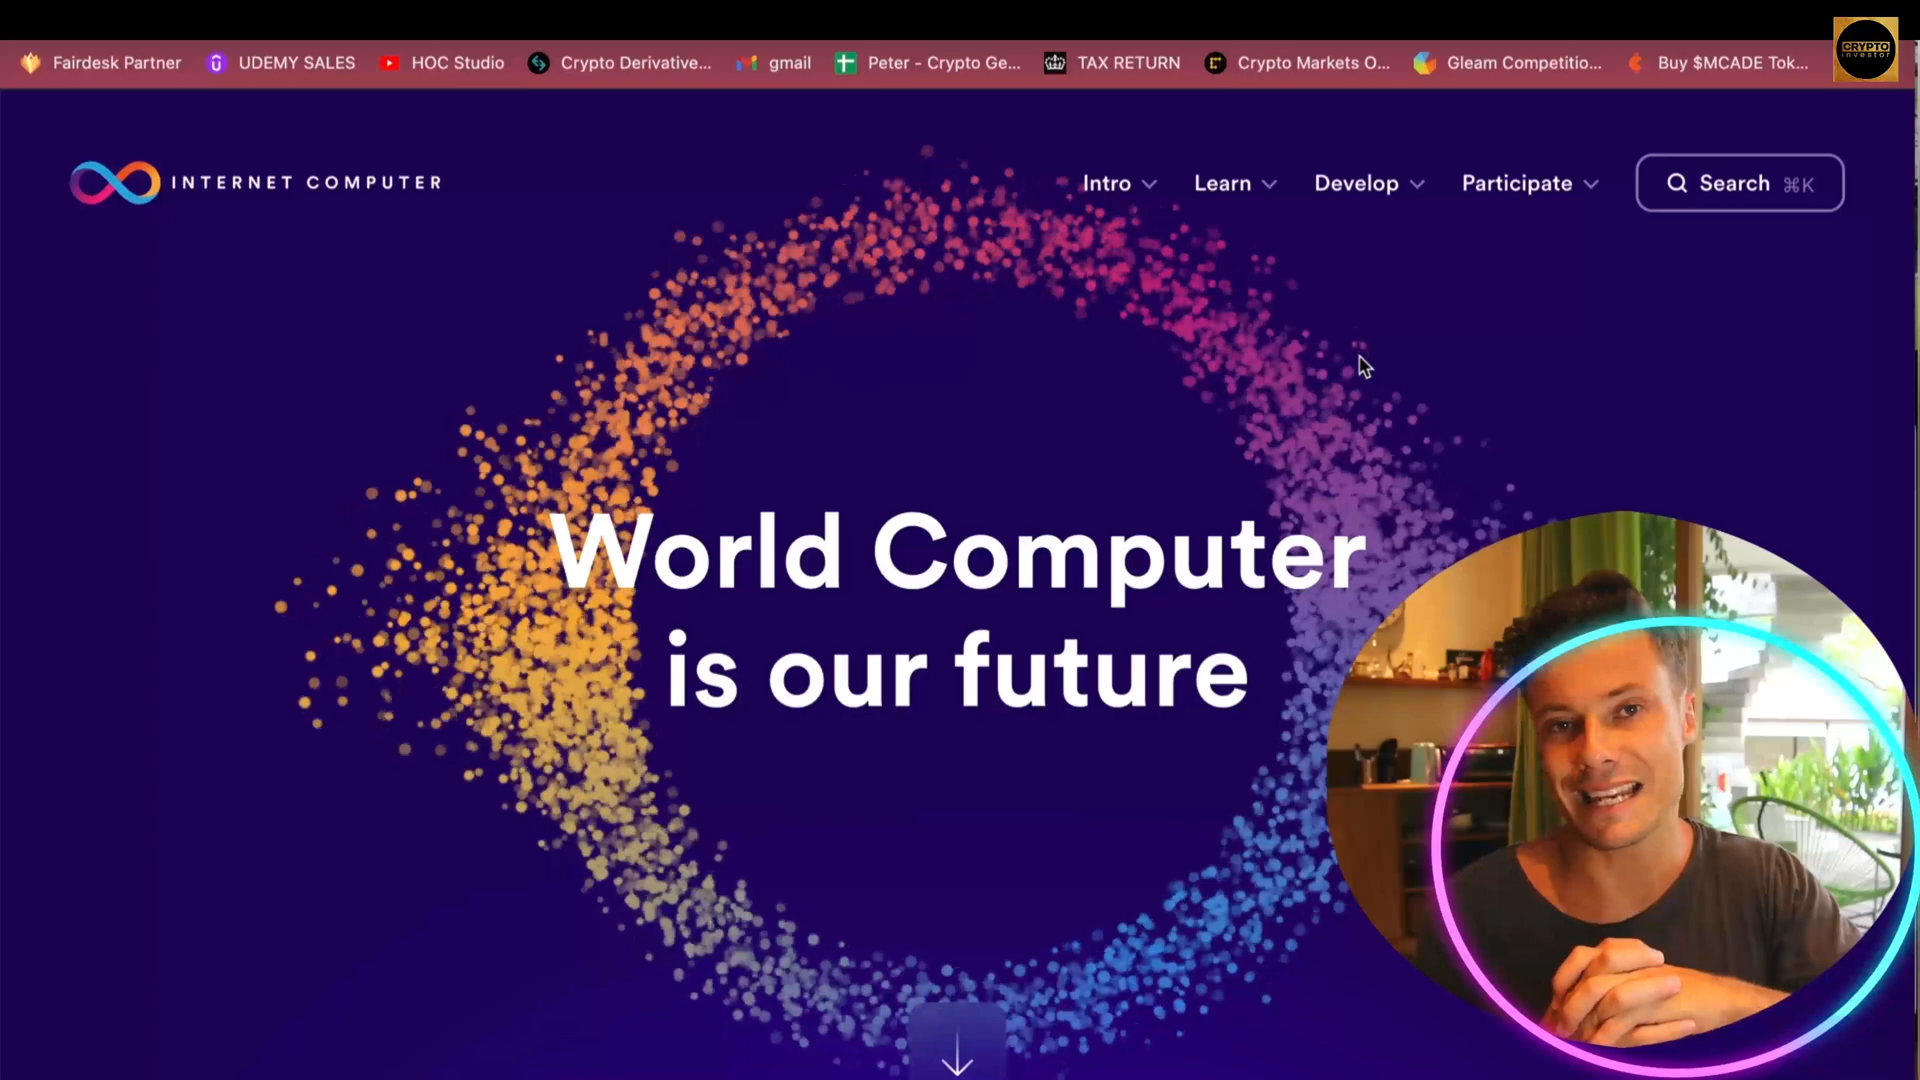 CRYPTO
investor
Fairdesk Partner UDEMY SALES HOC Studio Crypto Derivative... gmail Peter - Crypto Ge... TAX RETURN Crypto Markets O... Gleam Competitio... Buy $MCADE Tok...
INTERNET COMPUTER Intro Learn Develop Participate Search ⌘K
World Computer
is our future